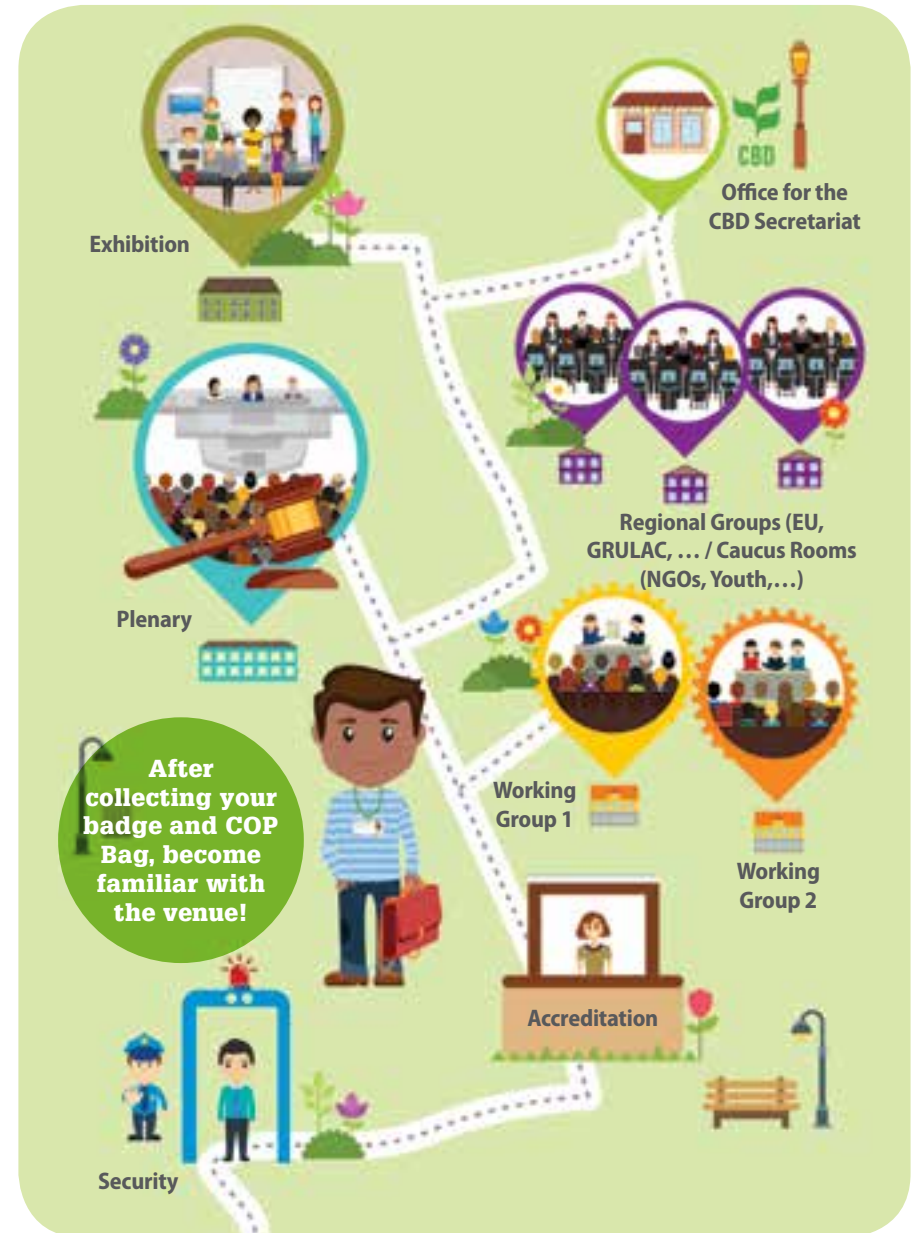 CBD
Office for the
CBD Secretariat
Exhibition
Regional Groups (EU,
GRULAC, … / Caucus Rooms
(NGOs, Youth,…)
Plenary
After
collecting your
badge and COP
Bag, become
familiar with
the venue!
Working
Group 1
Working
Group 2
Accreditation
Security